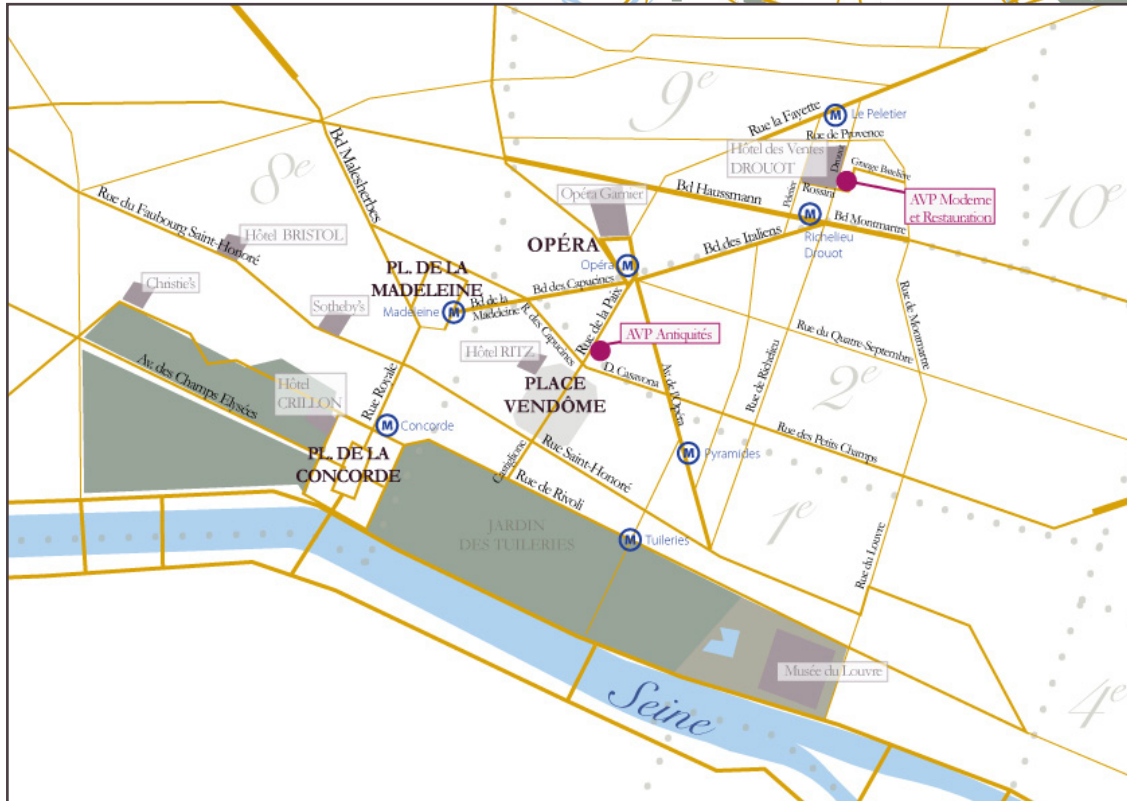 9e
Rue la Fayette
M
Le Peletier
Rue de Provence
Hôtel des Ventes
DROUOT
Drouot
Grange Batelière
8e
Bd Malesherbes
Opéra Garnier
Bd Haussmann
Peletier
Rossini
AVP Moderne
et Restauration
10e
Rue du Faubourg Saint-Honoré
Hôtel BRISTOL
M
Richelieu
Drouot
Bd Montmartre
Bd des Italiens
OPÉRA
Opéra
M
Christie's
PL. DE LA
MADELEINE
Bd des Capucines
Sotheby's
Madeleine
M
Bd de la
Madeleine
R. des Capucines
Rue de la Paix
AVP Antiquités
Rue de Montmartre
Rue du Quatre-Septembre
Hôtel RITZ
D. Casavona
Av. de l'Opéra
Rue de Richelieu
2e
Av. des Champs Elysées
Hôtel
CRILLON
Rue Royale
PLACE
VENDÔME
M
Concorde
Rue des Petits Champs
PL. DE LA
CONCORDE
Castiglione
Rue Saint-Honoré
M
Pyramides
Rue de Rivoli
JARDIN
DES TUILERIES
M
Tuileries
1e
Rue du Louvre
Musée du Louvre
Seine
4e